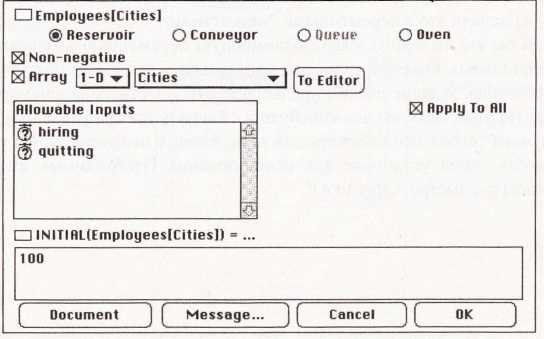 Employees[Cities]
Reservoir Conveyor Queue Oven
Non-negative
Array 1-D Cities To Editor
Allowable Inputs
Apply To All
hiring
quitting
INITIAL(Employees[Cities]) = ...
100
Document Message... Cancel OK